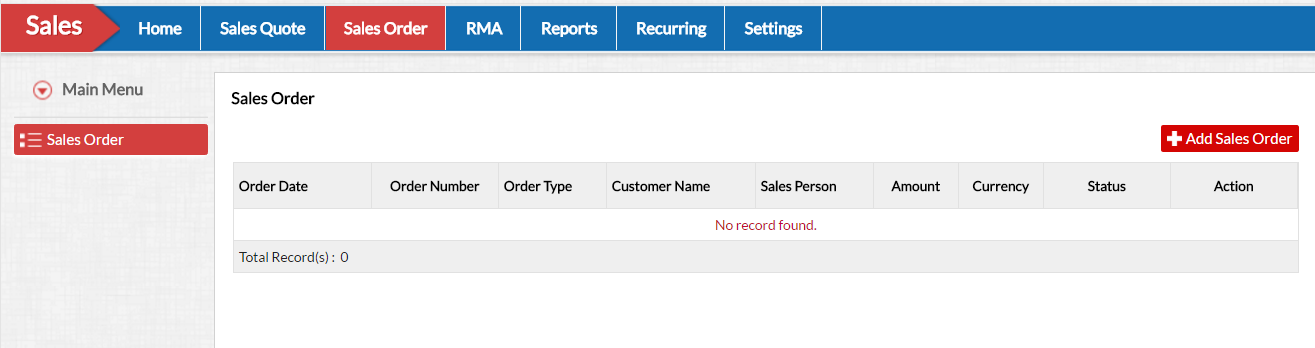 Sales Home Sales Quote Sales Order RMA Reports Recurring Settings
Main Menu
Sales Order
Sales Order
Add Sales Order
Order Date Order Number Order Type Customer Name Sales Person Amount Currency Status Action
No record found.
Total Record(s) : 0